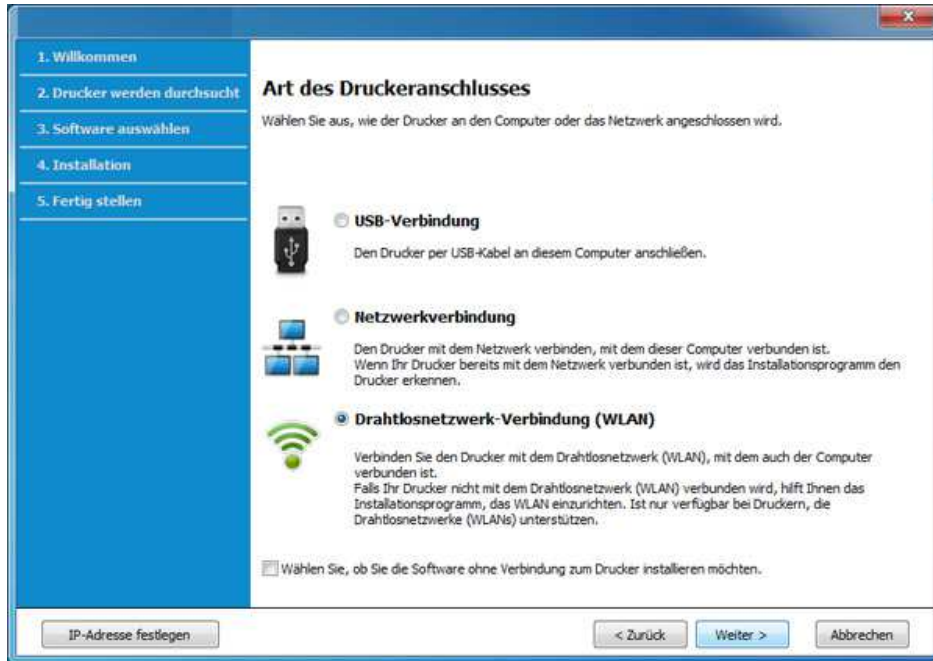 1. Willkommen
2. Drucker werden durchsucht
3. Software auswählen
4. Installation
5. Fertig stellen
Art des Druckeranschlusses
Wählen Sie aus, wie der Drucker an den Computer oder das Netzwerk angeschlossen wird.
USB-Verbindung
Den Drucker per USB-Kabel an diesem Computer anschließen.
Netzwerkverbindung
Den Drucker mit dem Netzwerk verbinden, mit dem dieser Computer verbunden ist.
Wenn Ihr Drucker bereits mit dem Netzwerk verbunden ist, wird das Installationsprogramm den
Drucker erkennen.
Drahtlosnetzwerk-Verbindung (WLAN)
Verbinden Sie den Drucker mit dem Drahtlosnetzwerk (WLAN), mit dem auch der Computer
verbunden ist.
Falls Ihr Drucker nicht mit dem Drahtlosnetzwerk (WLAN) verbunden wird, hilft Ihnen das
Installationsprogramm, das WLAN einzurichten. Ist nur verfügbar bei Druckern, die
Drahtlosnetzwerke (WLANs) unterstützen.
Wählen Sie, ob Sie die Software ohne Verbindung zum Drucker installieren möchten.
IP-Adresse festlegen
< Zurück
Weiter >
Abbrechen